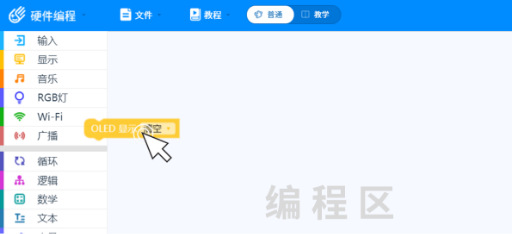 硬件编程 文件 教程 普通 教学
输入
显示
音乐
RGB灯
Wi-Fi
广播
OLED 显示 清空
循环
逻辑
数学
文本
编程区